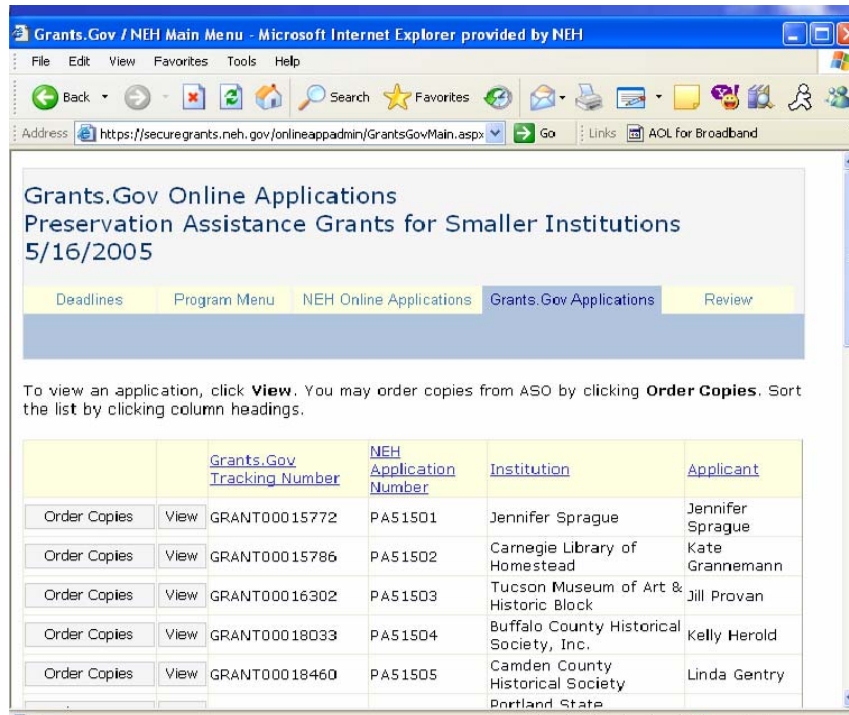 Grants.Gov / NEH Main Menu - Microsoft Internet Explorer provided by NEH
File Edit View Favorites Tools Help
Back Search Favorites
Address https://securegrants.neh.gov/onlineappadmin/GrantsGovMain.aspx Go Links AOL for Broadband
Grants.Gov Online Applications
Preservation Assistance Grants for Smaller Institutions
5/16/2005
Deadlines Program Menu NEH Online Applications Grants.Gov Applications Review
To view an application, click View. You may order copies from ASO by clicking Order Copies. Sort
the list by clicking column headings.
Grants.Gov Tracking Number NEH Application Number Institution Applicant
Order Copies View GRANT00015772 PA51501 Jennifer Sprague Jennifer Sprague
Order Copies View GRANT00015786 PA51502 Carnegie Library of Homestead Kate Grannemann
Order Copies View GRANT00016302 PA51503 Tucson Museum of Art & Historic Block Jill Provan
Order Copies View GRANT00018033 PA51504 Buffalo County Historical Society, Inc. Kelly Herold
Order Copies View GRANT00018460 PA51505 Camden County Historical Society Linda Gentry
Portland State